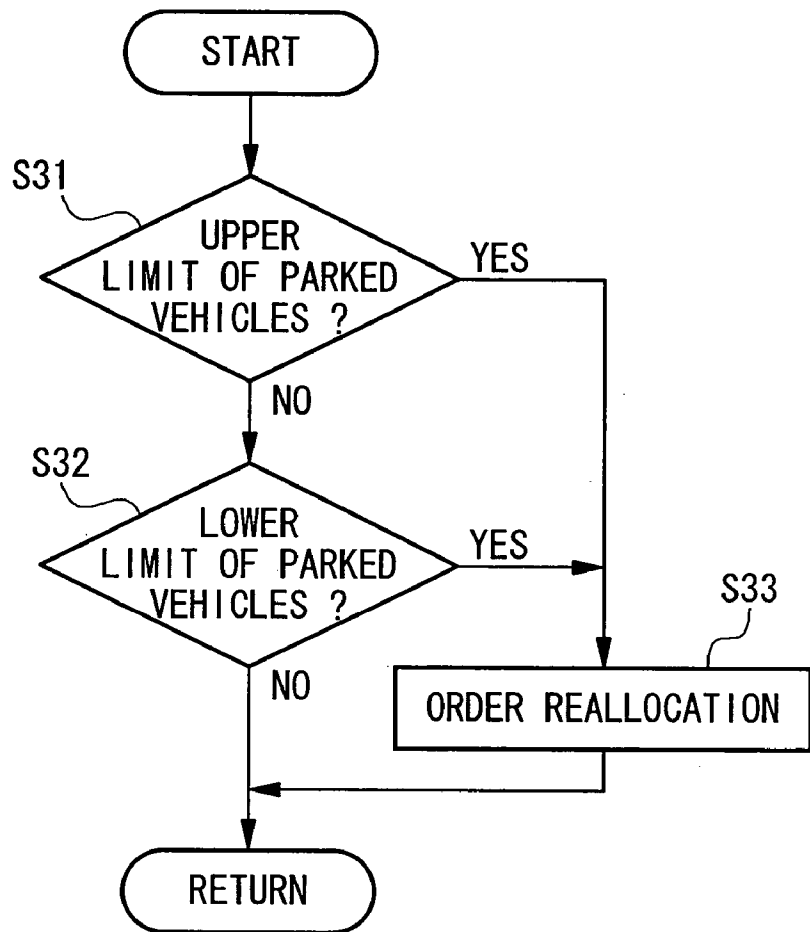 START
S31
UPPER
LIMIT OF PARKED
VEHICLES ?
YES
NO
S32
LOWER
LIMIT OF PARKED
VEHICLES ?
YES
NO
S33
ORDER REALLOCATION
RETURN